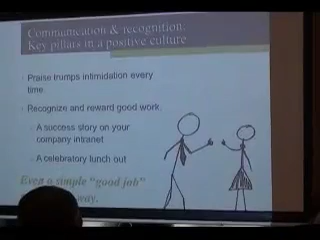 Communication & recognition.
Key pillars in a positive culture
Praise trumps intimidation every
time.
Recognize and reward good work.
A success story on your
company intranet
A celebratory lunch out
Even a simple "good job"
way.